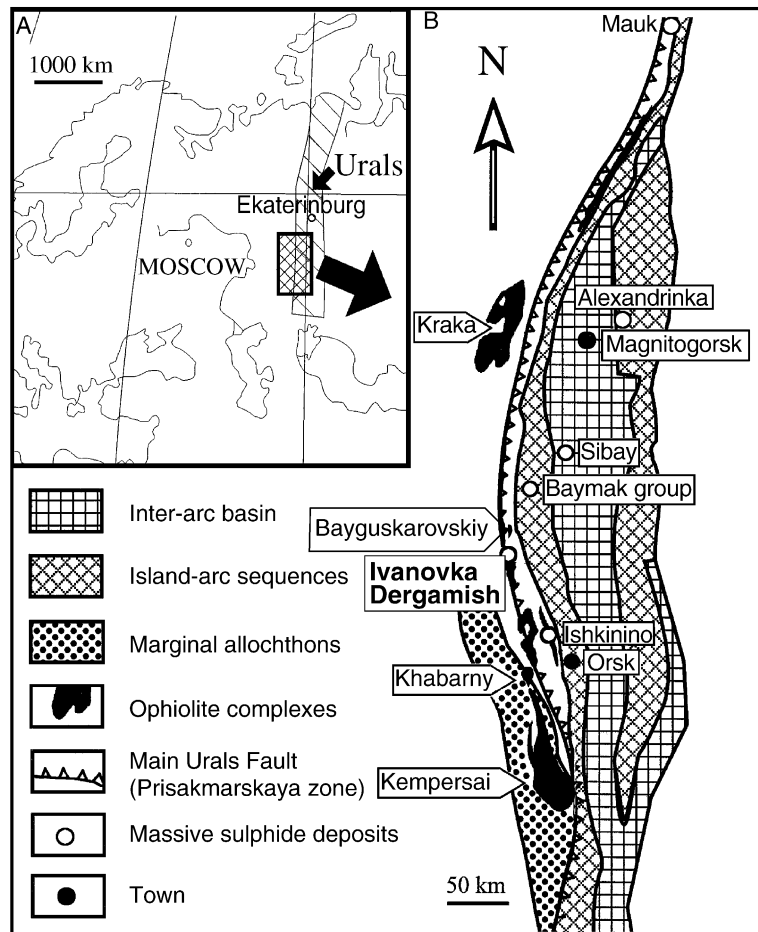 A
1000 km
Urals
Ekaterinburg
MOSCOW
B
Mauk
N
Alexandrinka
Kraka
Magnitogorsk
Sibay
Baymak group
Bayguskarovskiy
Ivanovka
Dergamish
Ishkinino
Orsk
Khabarny
Kempersai
50 km
Inter-arc basin
Island-arc sequences
Marginal allochthons
Ophiolite complexes
Main Urals Fault
(Prisakmarskaya zone)
Massive sulphide deposits
Town